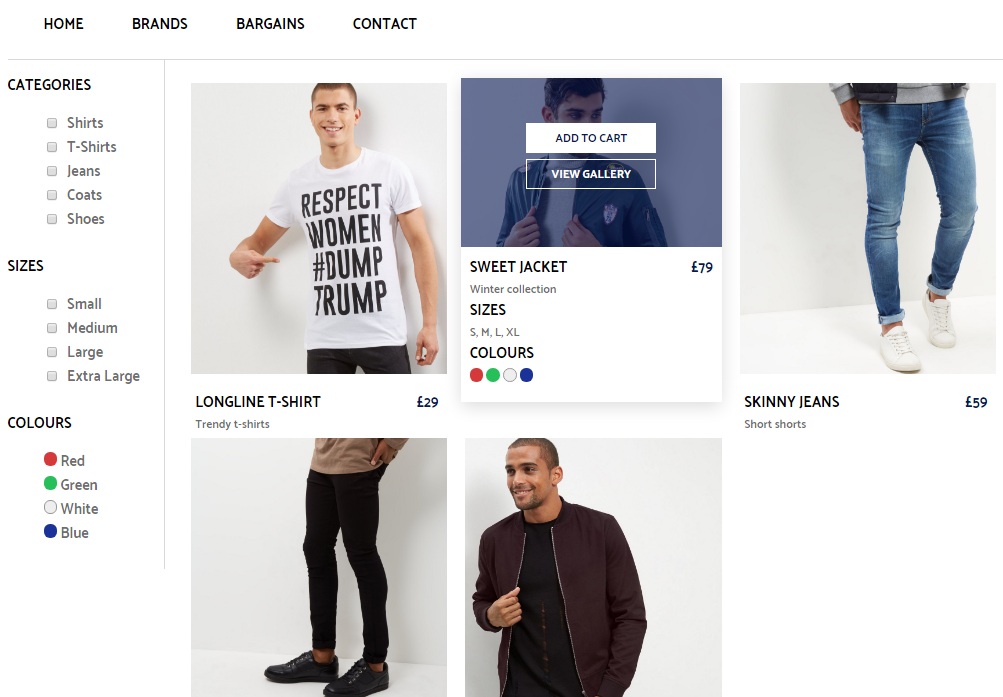 HOME BRANDS BARGAINS CONTACT
CATEGORIES
Shirts
T-Shirts
Jeans
Coats
Shoes
SIZES
Small
Medium
Large
Extra Large
COLOURS
Red
Green
White
Blue
RESPECT
WOMEN
#DUMP
TRUMP
LONGLINE T-SHIRT £29
Trendy t-shirts
ADD TO CART
VIEW GALLERY
SWEET JACKET £79
Winter collection
SIZES
S, M, L, XL
COLOURS
SKINNY JEANS £59
Short shorts